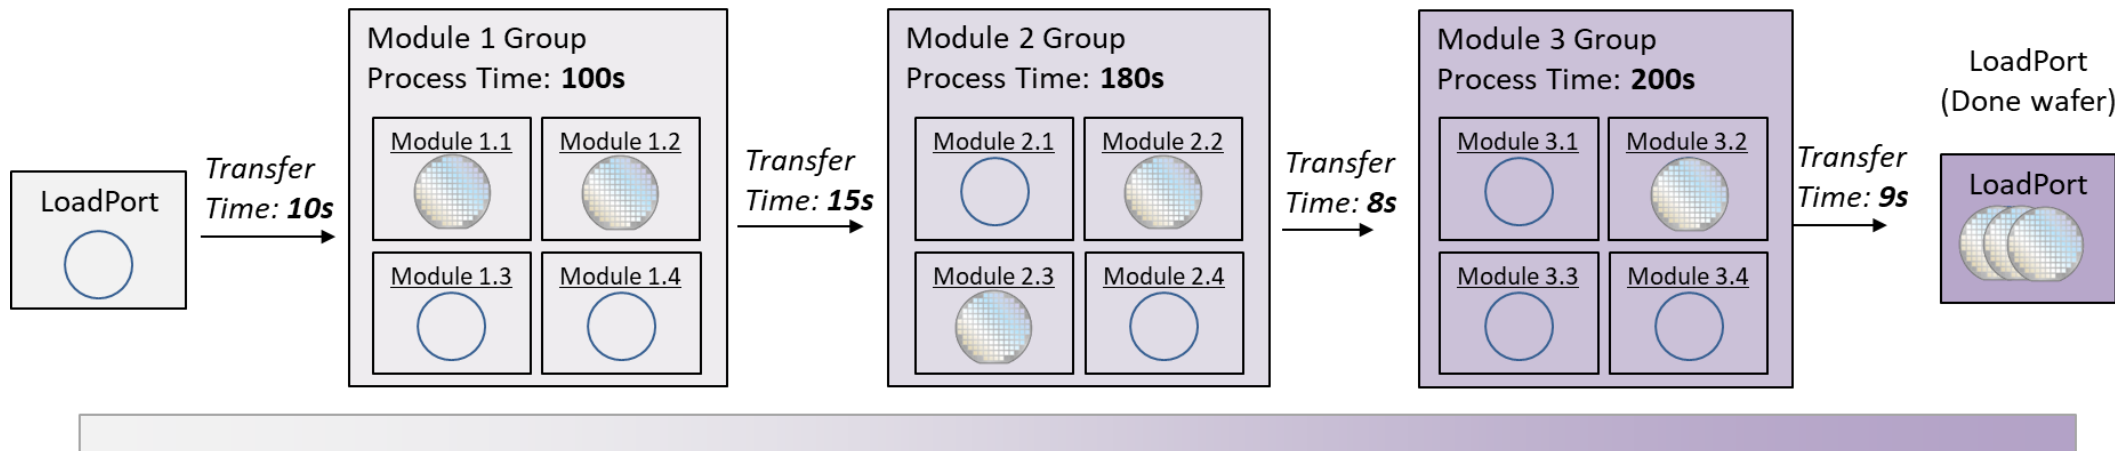 LoadPort
Transfer
Time: 10s
Module 1 Group
Process Time: 100s
Module 1.1
Module 1.2
Module 1.3
Module 1.4
Transfer
Time: 15s
Module 2 Group
Process Time: 180s
Module 2.1
Module 2.2
Module 2.3
Module 2.4
Transfer
Time: 8s
Module 3 Group
Process Time: 200s
Module 3.1
Module 3.2
Module 3.3
Module 3.4
Transfer
Time: 9s
LoadPort
(Done wafer)
LoadPort